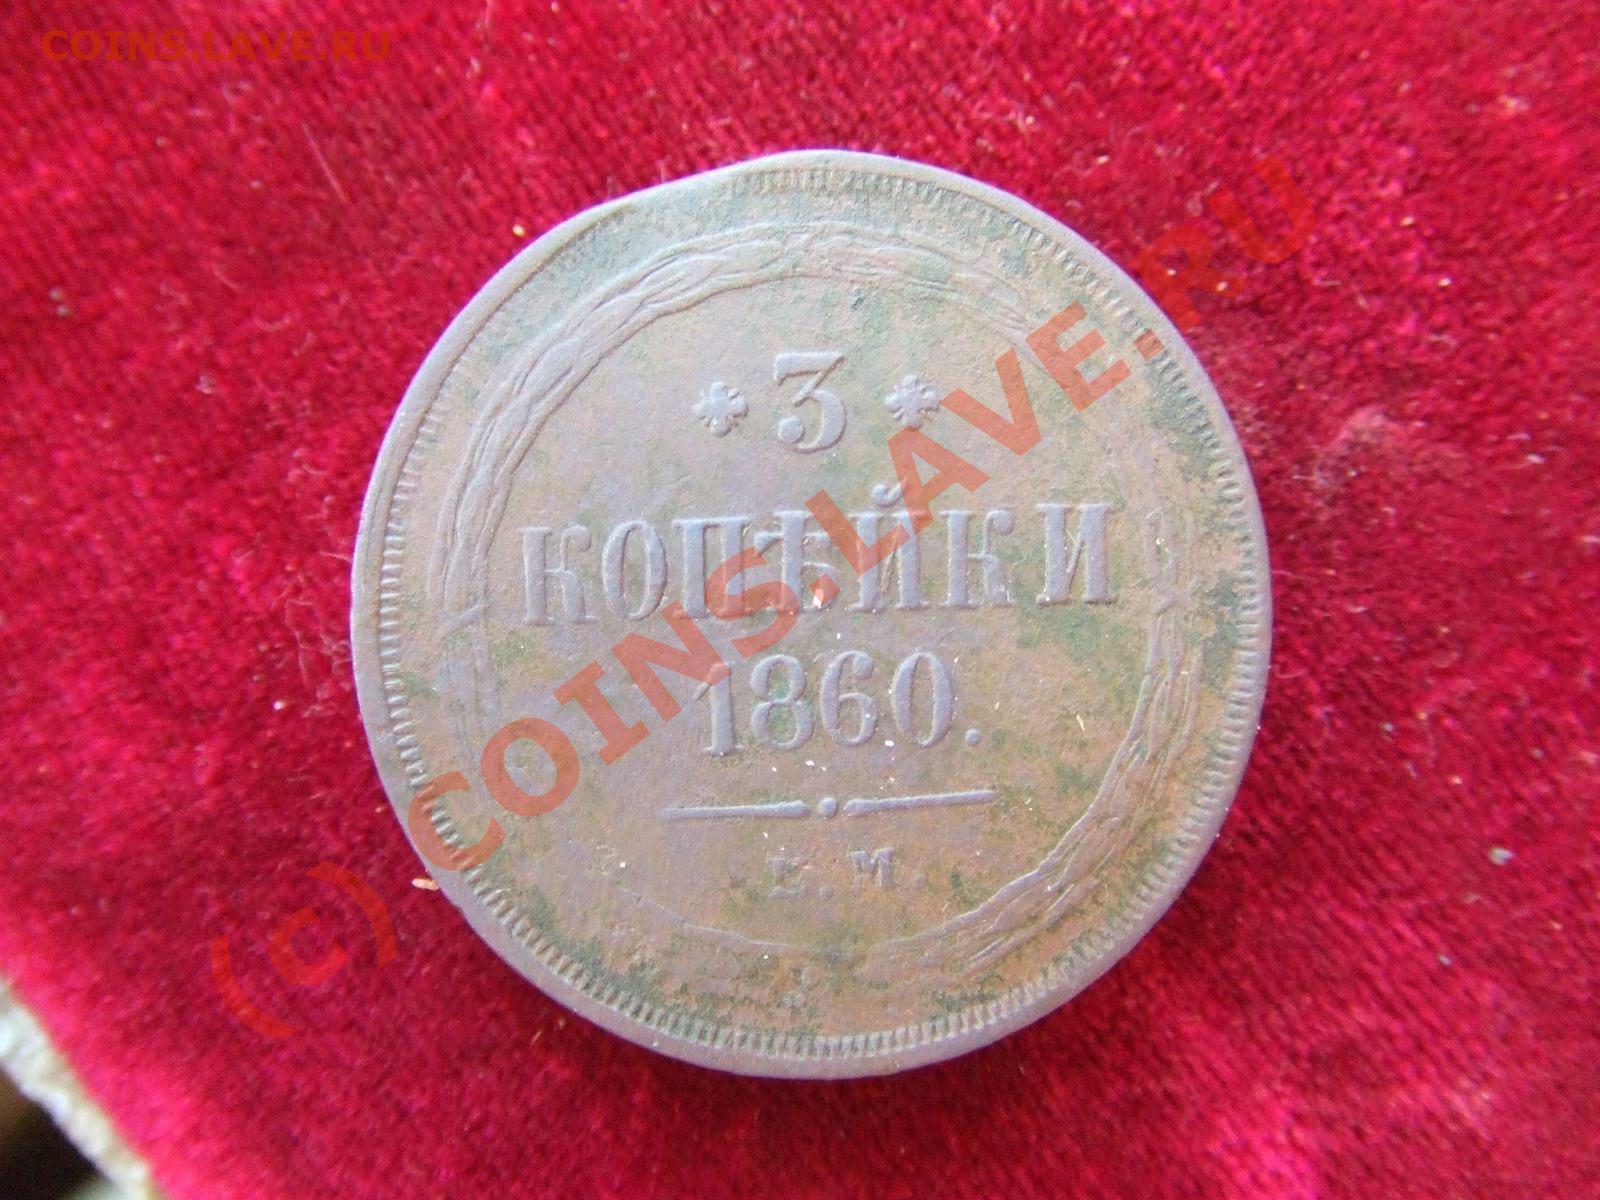 COINS.LAVE.RU
3
КОПѢЙКИ
1860.
Е.М.
(c) COINS.LAVE.RU